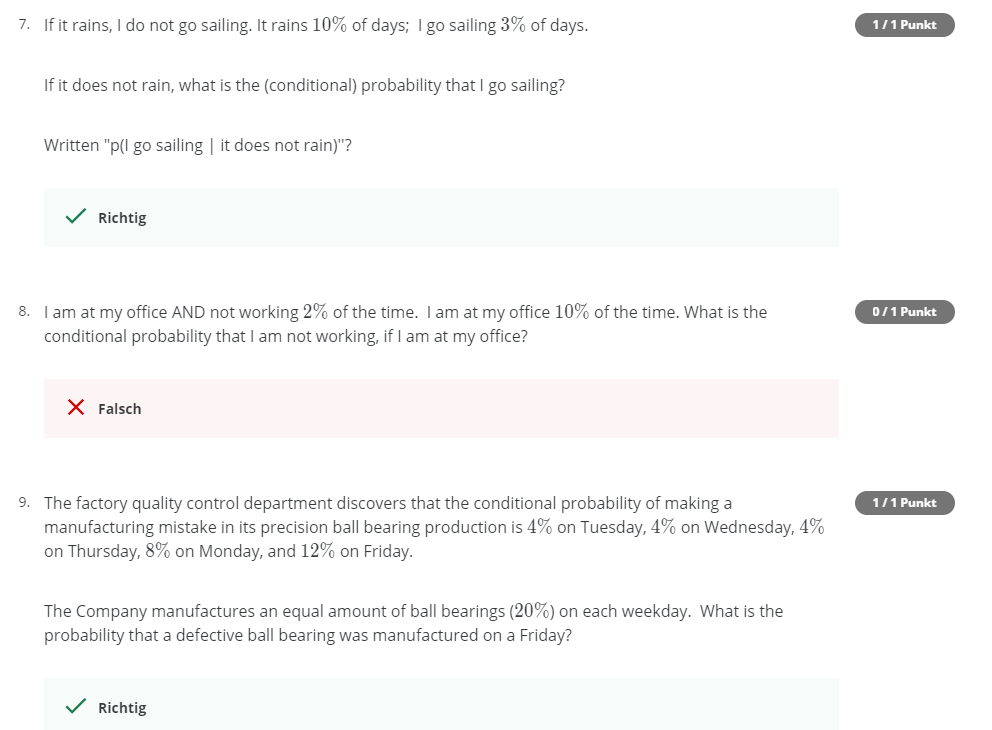 7. If it rains, I do not go sailing. It rains 10% of days;  I go sailing 3% of days.
1 / 1 Punkt
If it does not rain, what is the (conditional) probability that I go sailing?
Written "p(I go sailing | it does not rain)"?
Richtig
8. I am at my office AND not working 2% of the time.  I am at my office 10% of the time. What is the
0 / 1 Punkt
conditional probability that I am not working, if I am at my office?
Falsch
9. The factory quality control department discovers that the conditional probability of making a
1 / 1 Punkt
manufacturing mistake in its precision ball bearing production is 4% on Tuesday, 4% on Wednesday, 4%
on Thursday, 8% on Monday, and 12% on Friday.
The Company manufactures an equal amount of ball bearings (20%) on each weekday.  What is the
probability that a defective ball bearing was manufactured on a Friday?
Richtig